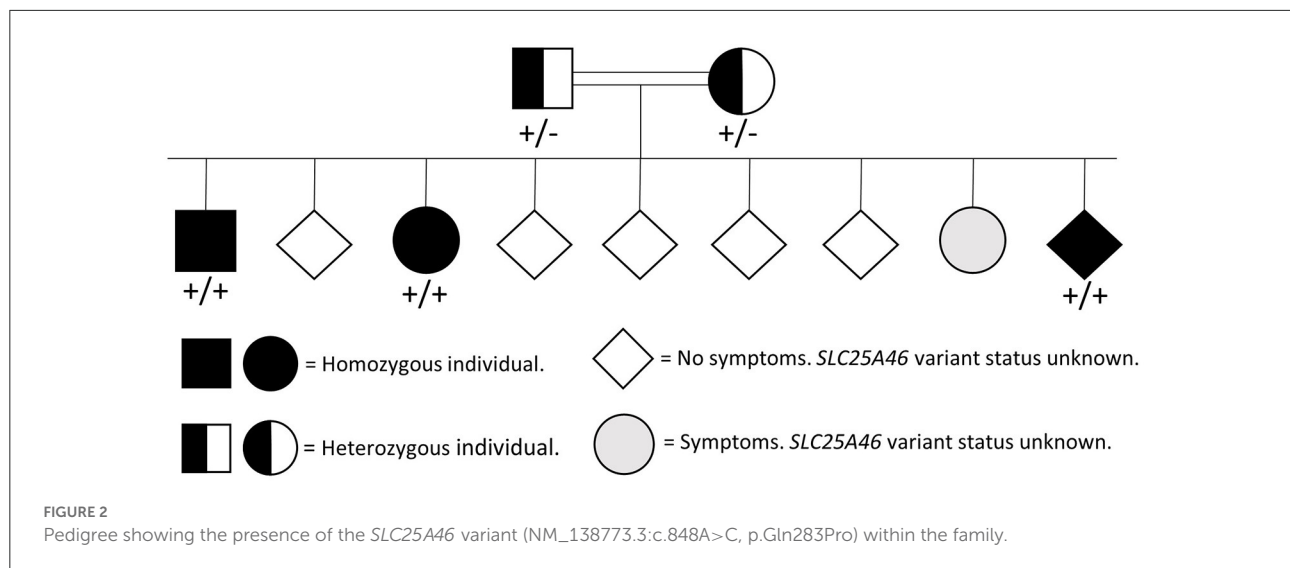 +/- +/-
+/+ +/+ +/+
= Homozygous individual. = No symptoms. SLC25A46 variant status unknown.
= Heterozygous individual. = Symptoms. SLC25A46 variant status unknown.
FIGURE 2
Pedigree showing the presence of the SLC25A46 variant (NM_138773.3:c.848A>C, p.Gln283Pro) within the family.